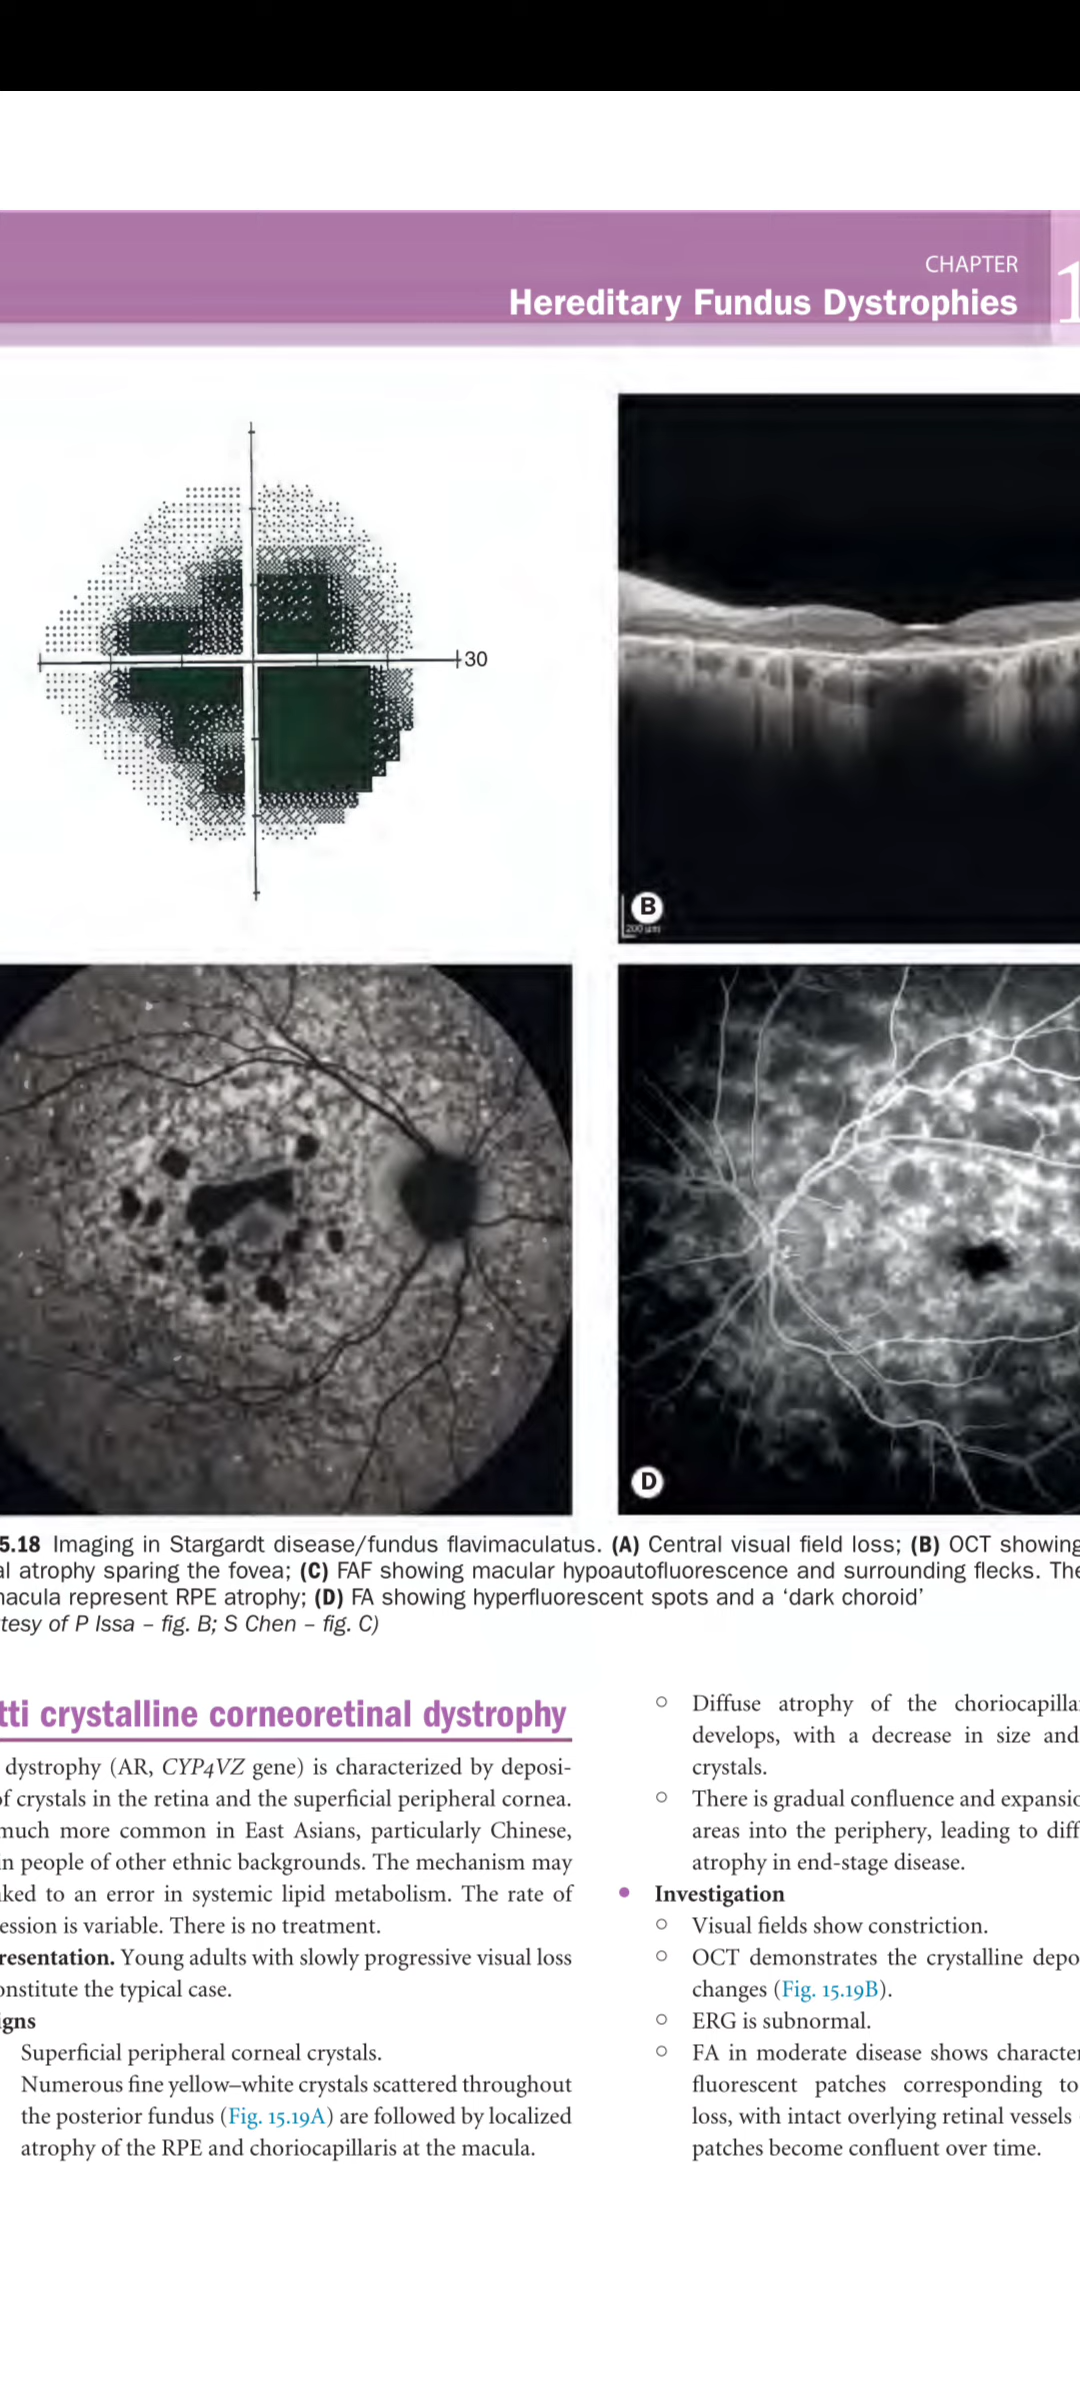 CHAPTER
Hereditary Fundus Dystrophies
30
B
200 µm
D
5.18 Imaging in Stargardt disease/fundus flavimaculatus. (A) Central visual field loss; (B) OCT showing
al atrophy sparing the fovea; (C) FAF showing macular hypoautofluorescence and surrounding flecks. The
nacula represent RPE atrophy; (D) FA showing hyperfluorescent spots and a ‘dark choroid’
tesy of P Issa – fig. B; S Chen – fig. C)
tti crystalline corneoretinal dystrophy
dystrophy (AR, CYP4VZ gene) is characterized by deposi-
of crystals in the retina and the superficial peripheral cornea.
much more common in East Asians, particularly Chinese,
in people of other ethnic backgrounds. The mechanism may
ked to an error in systemic lipid metabolism. The rate of
ession is variable. There is no treatment.
resentation. Young adults with slowly progressive visual loss
onstitute the typical case.
igns
Superficial peripheral corneal crystals.
Numerous fine yellow–white crystals scattered throughout
the posterior fundus (Fig. 15.19A) are followed by localized
atrophy of the RPE and choriocapillaris at the macula.
Diffuse atrophy of the choriocapilla
develops, with a decrease in size and
crystals.
There is gradual confluence and expansio
areas into the periphery, leading to diff
atrophy in end-stage disease.
Investigation
Visual fields show constriction.
OCT demonstrates the crystalline depo
changes (Fig. 15.19B).
ERG is subnormal.
FA in moderate disease shows character
fluorescent patches corresponding to
loss, with intact overlying retinal vessels
patches become confluent over time.